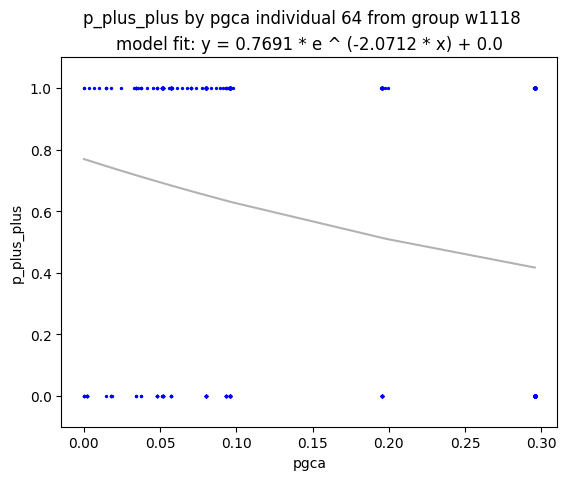 p_plus_plus by pgca individual 64 from group w1118
model fit: y = 0.7691 * e ^ (-2.0712 * x) + 0.0
1.0
0.8
0.6
0.4
0.2
0.0
p_plus_plus
0.00 0.05 0.10 0.15 0.20 0.25 0.30
pgca